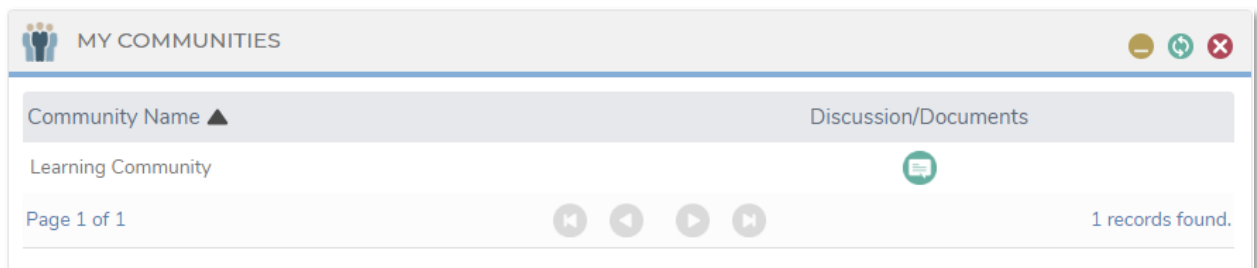 MY COMMUNITIES
Community Name Discussion/Documents
Learning Community
Page 1 of 1 1 records found.